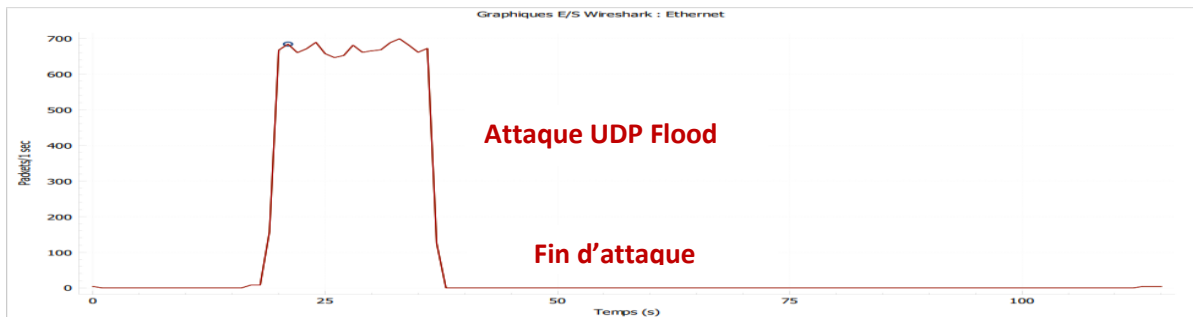 Graphiques E/S Wireshark : Ethernet
700
600
500
400
300
200
100
0
Packets/1 sec
Attaque UDP Flood
Fin d’attaque
0 25 50 75 100
Temps (s)